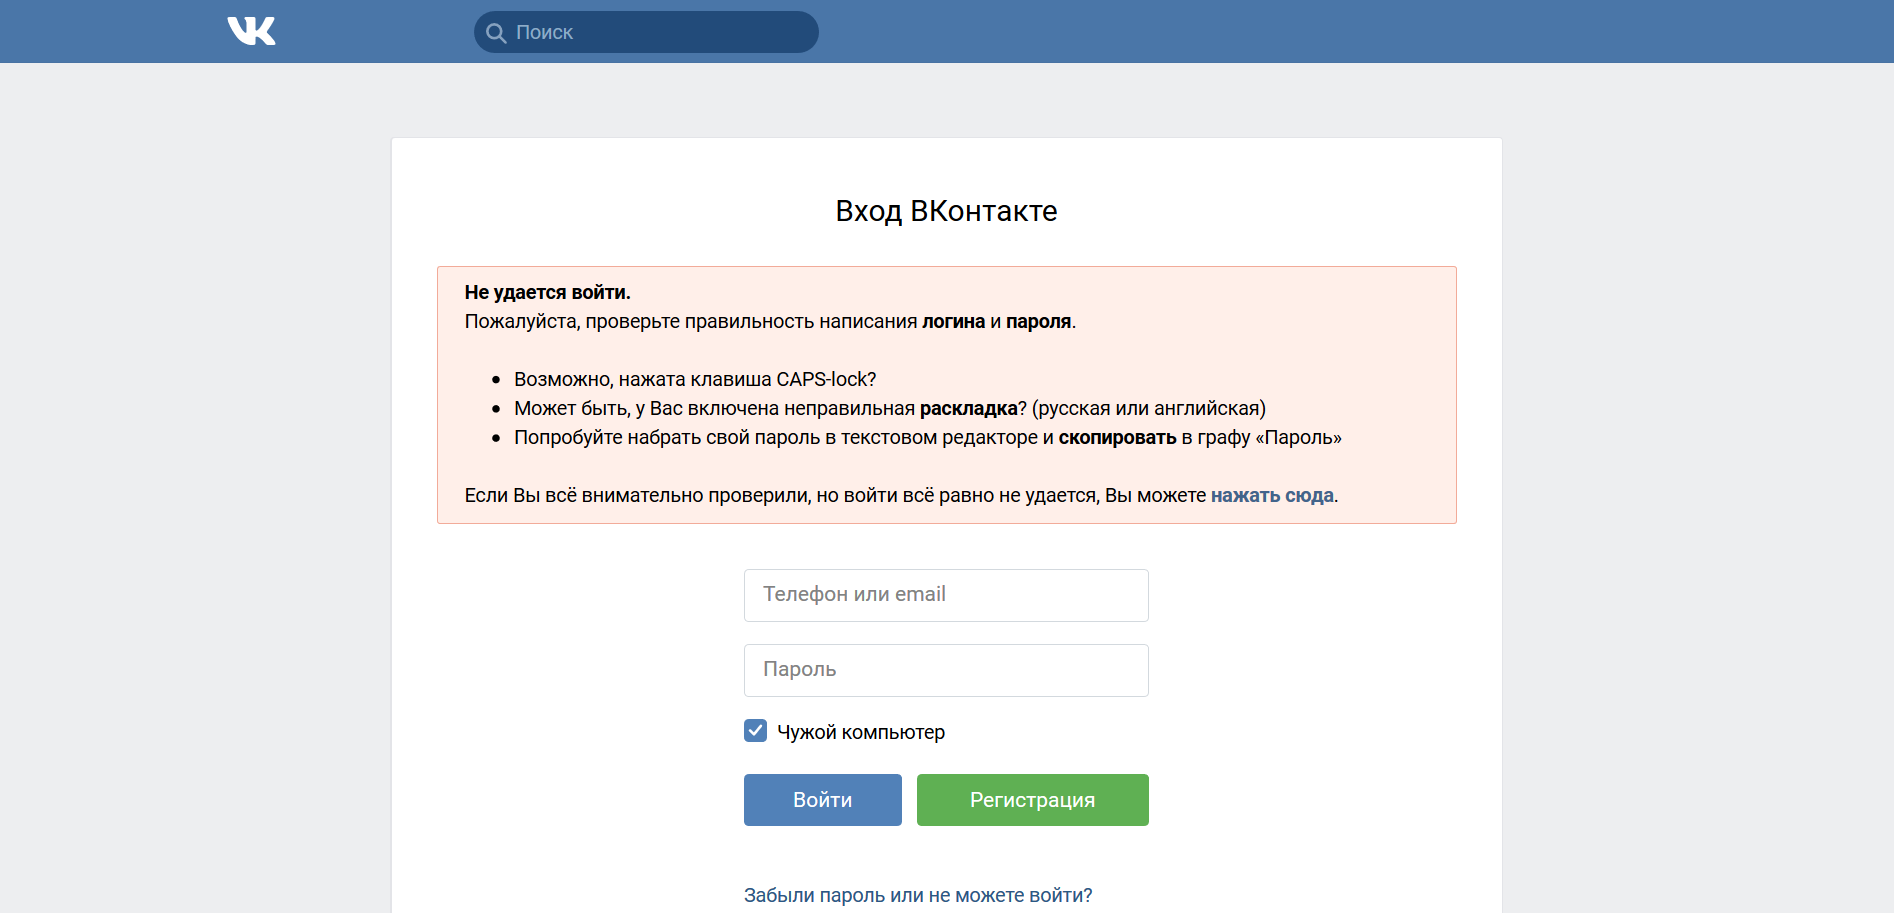 Поиск
Вход ВКонтакте
Не удается войти.
Пожалуйста, проверьте правильность написания логина и пароля.
Возможно, нажата клавиша CAPS-lock?
Может быть, у Вас включена неправильная раскладка? (русская или английская)
Попробуйте набрать свой пароль в текстовом редакторе и скопировать в графу «Пароль»
Если Вы всё внимательно проверили, но войти всё равно не удается, Вы можете нажать сюда.
Телефон или email
Пароль
Чужой компьютер
Войти
Регистрация
Забыли пароль или не можете войти?